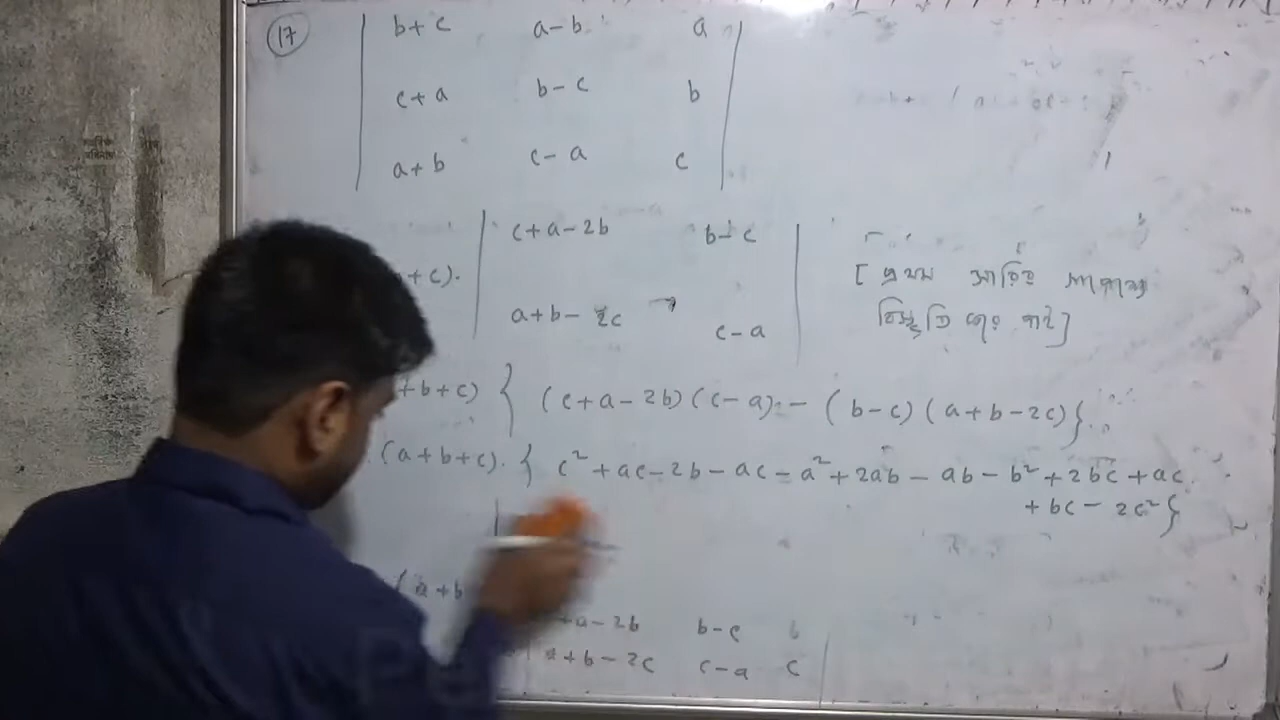 17
b+c a-b a
c+a b-c b
a+b c-a c
c+a-2b b-c
+c).
a+b-2c c-a
[ প্রথম সারির সাপেক্ষে
বিস্তৃতি করে পাই]
+b+c) { (c+a-2b)(c-a) - (b-c)(a+b-2c)}
(a+b+c). { c²+ac-2b-ac-a²+2ab-ab-b²+2bc+ac
+bc-2c²}
(a+b
+a-2b b-c b
a+b-2c c-a c